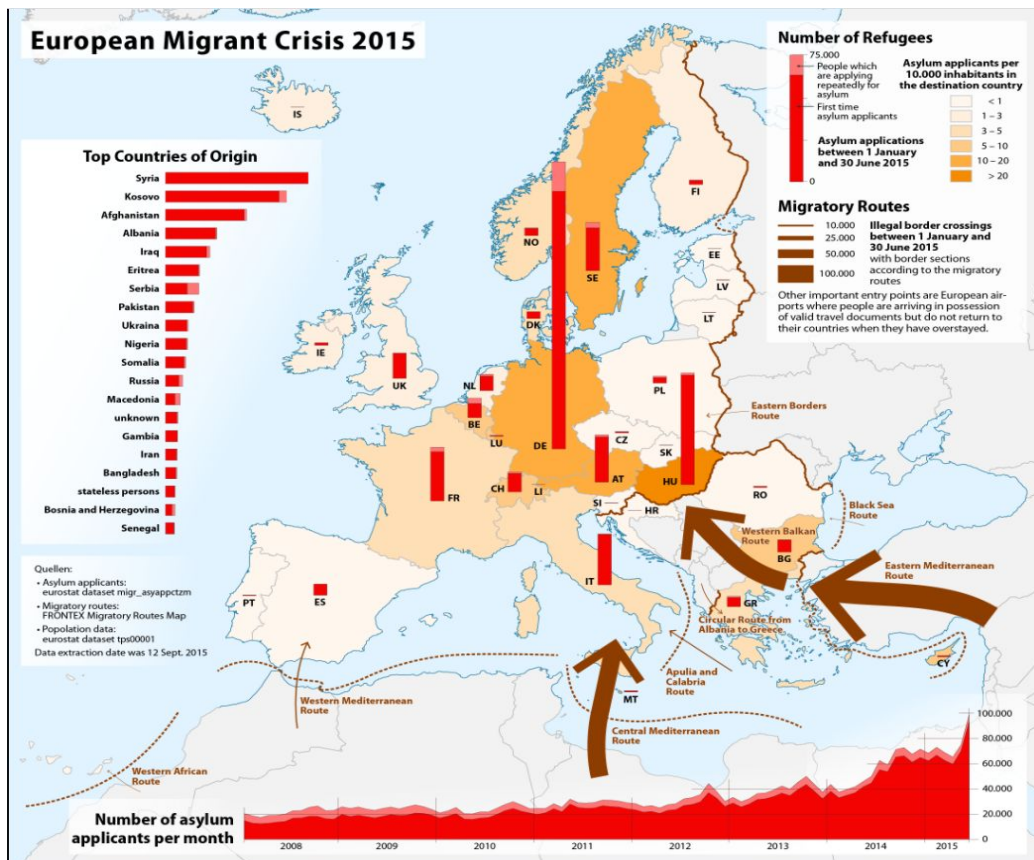 European Migrant Crisis 2015
Number of Refugees
75.000
People which
are applying
repeatedly for
asylum
First time
asylum applicants
Asylum applications
between 1 January
and 30 June 2015
0
Asylum applicants per
10.000 inhabitants in
the destination country
< 1
1 – 3
3 – 5
5 – 10
10 – 20
> 20
Migratory Routes
10.000
25.000
50.000
100.000
Illegal border crossings
between 1 January and
30 June 2015
with border sections
according to the migratory
routes
Other important entry points are European air-
ports where people are arriving in possession
of valid travel documents but do not return to
their countries when they have overstayed.
Top Countries of Origin
Syria
Kosovo
Afghanistan
Albania
Iraq
Eritrea
Serbia
Pakistan
Ukraina
Nigeria
Somalia
Russia
Macedonia
unknown
Gambia
Iran
Bangladesh
stateless persons
Bosnia and Herzegovina
Senegal
Quellen:
• Asylum applicants:
eurostat dataset migr_asyappctzm
• Migratory routes:
FRONTEX Migratory Routes Map
• Popolation data:
eurostat dataset tps00001
Data extraction date was 12 Sept. 2015
IS
FI
NO
SE
EE
LV
LT
DK
IE
UK
NL
PL
BE
LU
DE
CZ
SK
FR
CH
LI
AT
HU
SI
HR
RO
IT
BG
PT
ES
GR
MT
CY
Eastern Borders
Route
Black Sea
Route
Western Balkan
Route
Eastern Mediterranean
Route
Circular Route from
Albania to Greece
Apulia and
Calabria
Route
Central Mediterranean
Route
Western Mediterranean
Route
Western African
Route
Number of asylum
applicants per month
100.000
80.000
60.000
40.000
20.000
0
2008
2009
2010
2011
2012
2013
2014
2015